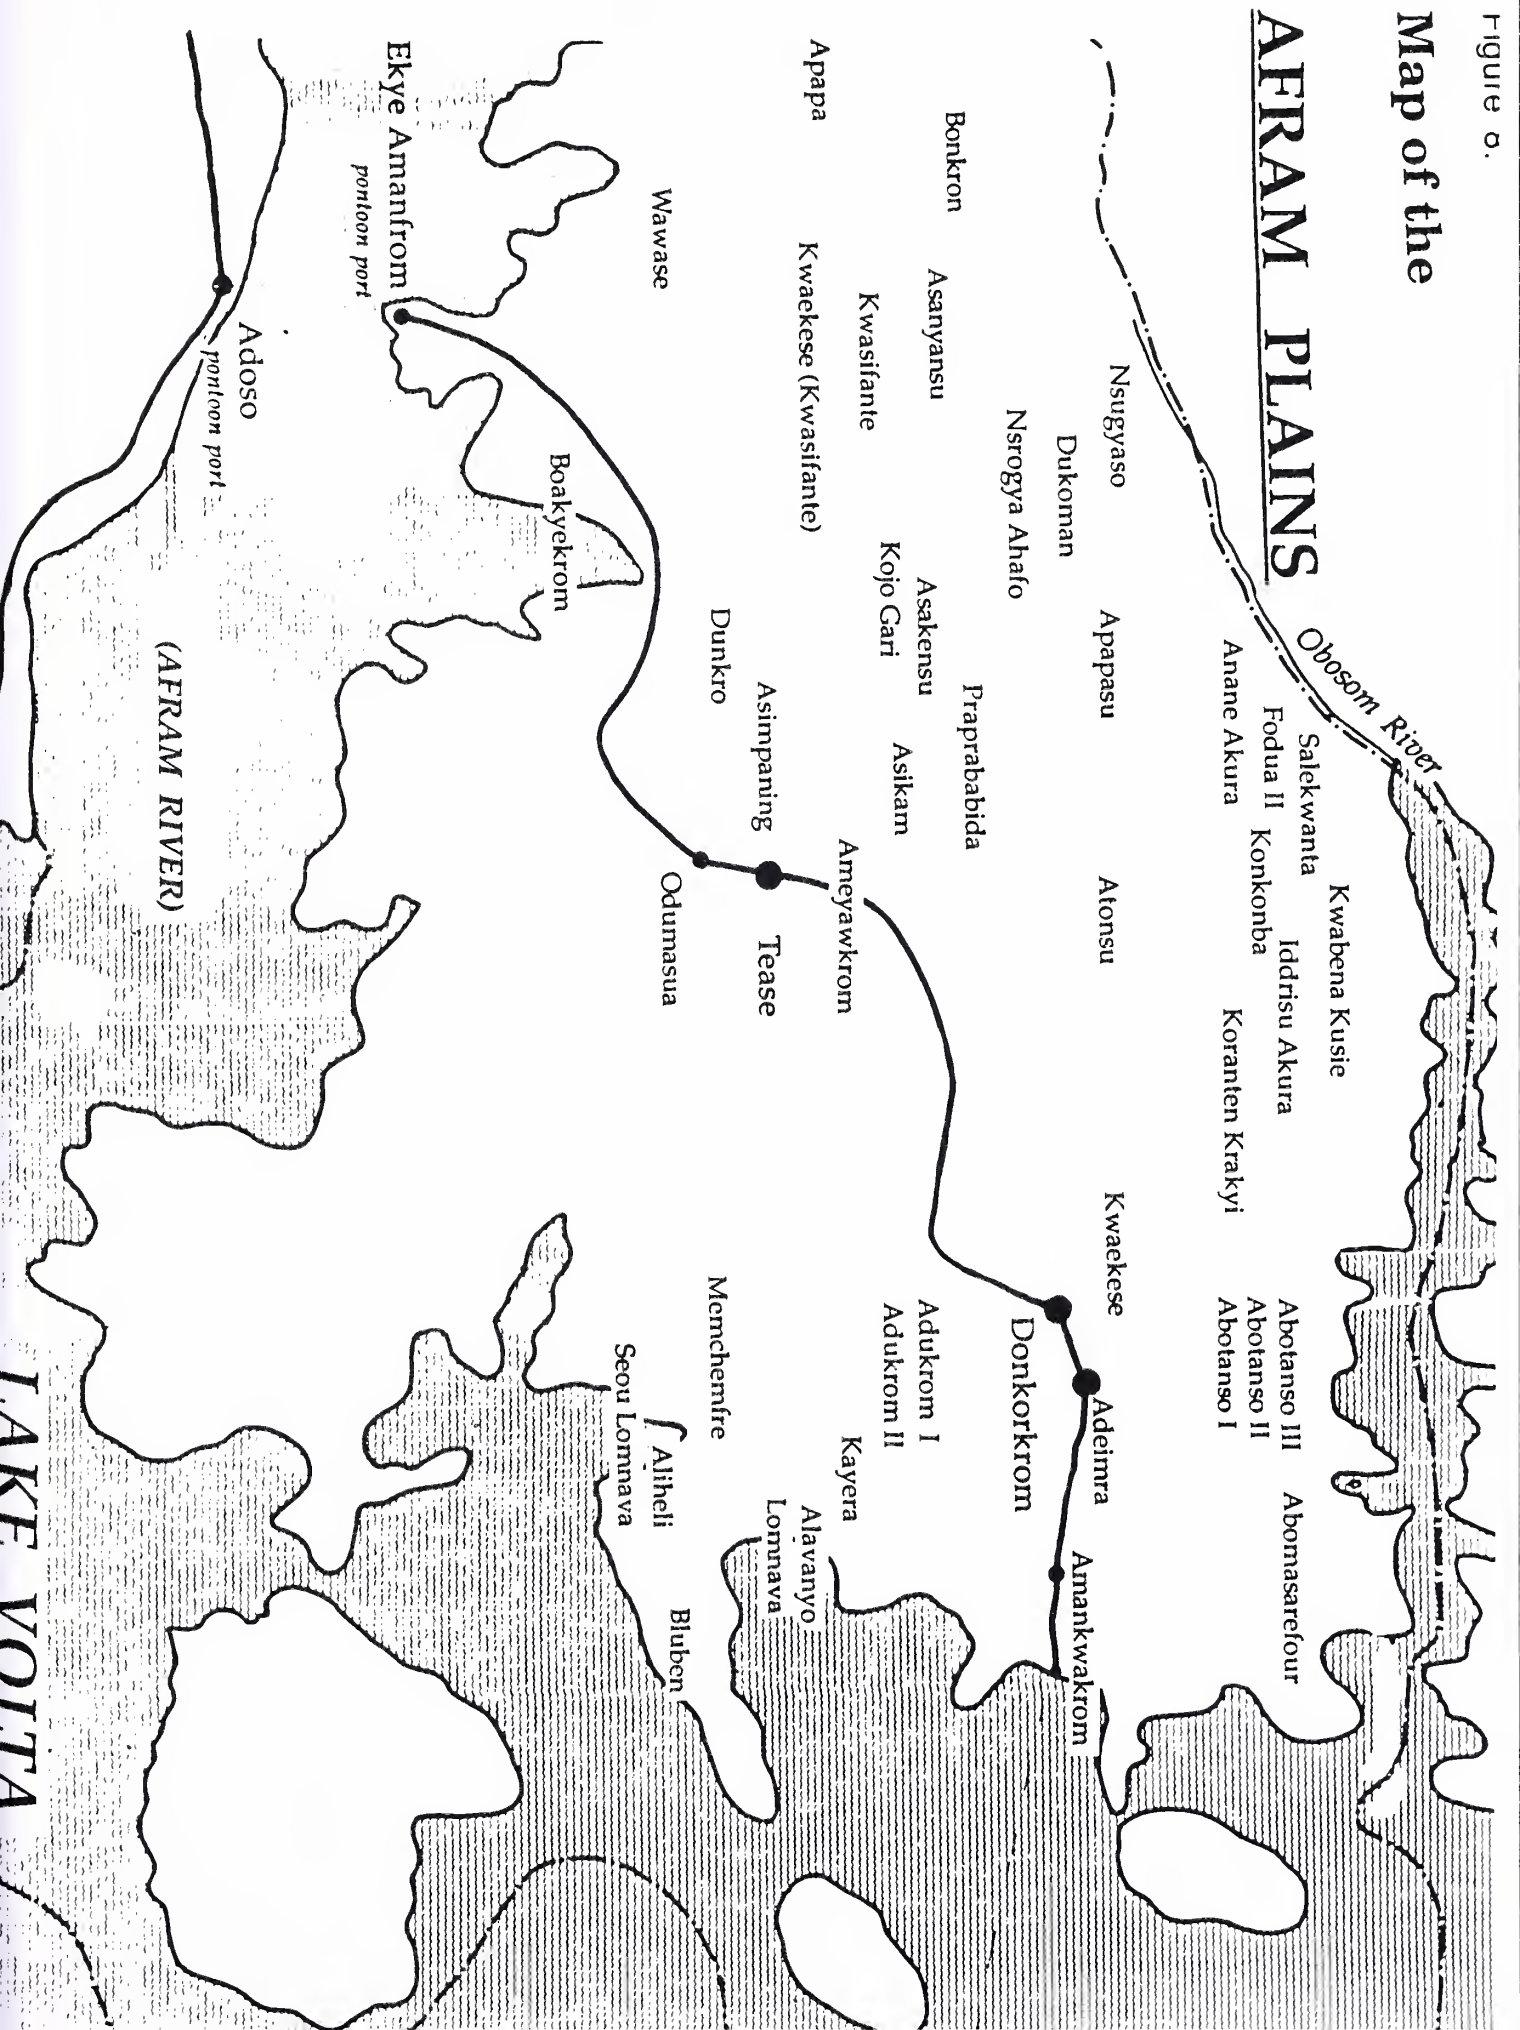 Figure 8.
Map of the
AFRAM PLAINS
Obosom River
Kwabena Kusie
Salekwanta
Iddrisu Akura
Abotanso III
Abomasarefour
Fodua II
Konkonba
Abotanso II
Anane Akura
Koranten Krakyi
Abotanso I
Nsugyaso
Apapasu
Atonsu
Kwaekese
Adeimra
Amankwakrom
Dukoman
Nsrogya Ahafo
Donkorkrom
Praprababida
Bonkron
Asanyansu
Asakensu
Adukrom I
Asikam
Adukrom II
Kojo Gari
Kwasifante
Ameyawkrom
Kayera
Apapa
Kwaekese (Kwasifante)
Alavanyo
Lomnava
Asimpaning
Tease
Dunkro
Memchemfre
Wawase
Odumasua
Aliheli
Bluben
Seou Lomnava
Boakyekrom
Ekye Amanfrom
pontoon port
Adoso
pontoon port
(AFRAM RIVER)
LAKE VOLTA